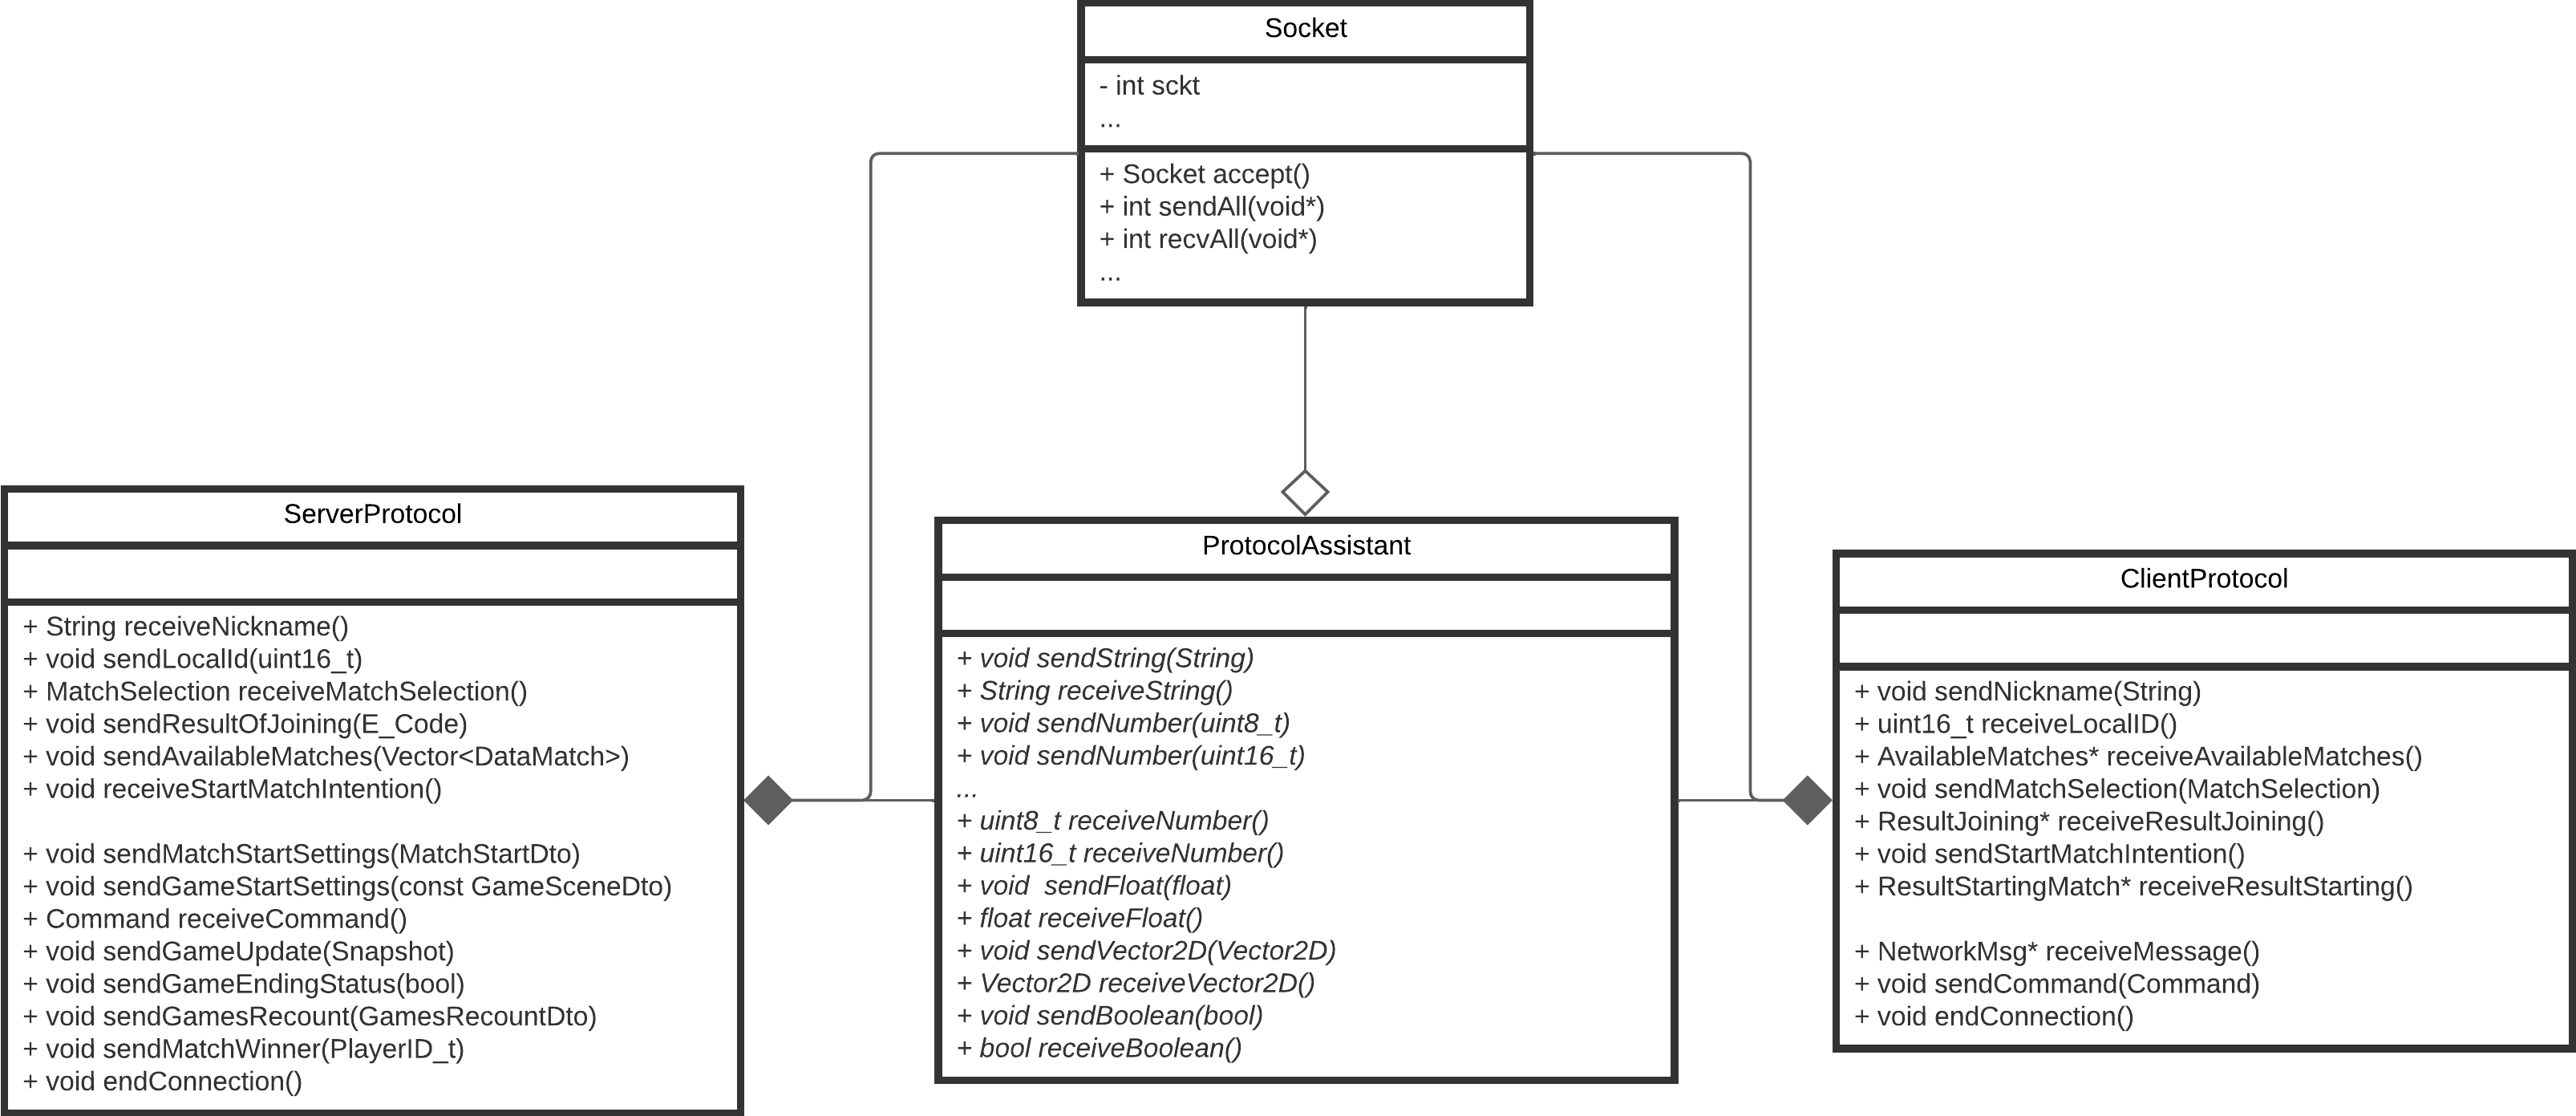 Socket
- int sckt
...
+ Socket accept()
+ int sendAll(void*)
+ int recvAll(void*)
...
ServerProtocol
+ String receiveNickname()
+ void sendLocalId(uint16_t)
+ MatchSelection receiveMatchSelection()
+ void sendResultOfJoining(E_Code)
+ void sendAvailableMatches(Vector<DataMatch>)
+ void receiveStartMatchIntention()
+ void sendMatchStartSettings(MatchStartDto)
+ void sendGameStartSettings(const GameSceneDto)
+ Command receiveCommand()
+ void sendGameUpdate(Snapshot)
+ void sendGameEndingStatus(bool)
+ void sendGamesRecount(GamesRecountDto)
+ void sendMatchWinner(PlayerID_t)
+ void endConnection()
ProtocolAssistant
+ void sendString(String)
+ String receiveString()
+ void sendNumber(uint8_t)
+ void sendNumber(uint16_t)
...
+ uint8_t receiveNumber()
+ uint16_t receiveNumber()
+ void  sendFloat(float)
+ float receiveFloat()
+ void sendVector2D(Vector2D)
+ Vector2D receiveVector2D()
+ void sendBoolean(bool)
+ bool receiveBoolean()
ClientProtocol
+ void sendNickname(String)
+ uint16_t receiveLocalID()
+ AvailableMatches* receiveAvailableMatches()
+ void sendMatchSelection(MatchSelection)
+ ResultJoining* receiveResultJoining()
+ void sendStartMatchIntention()
+ ResultStartingMatch* receiveResultStarting()
+ NetworkMsg* receiveMessage()
+ void sendCommand(Command)
+ void endConnection()